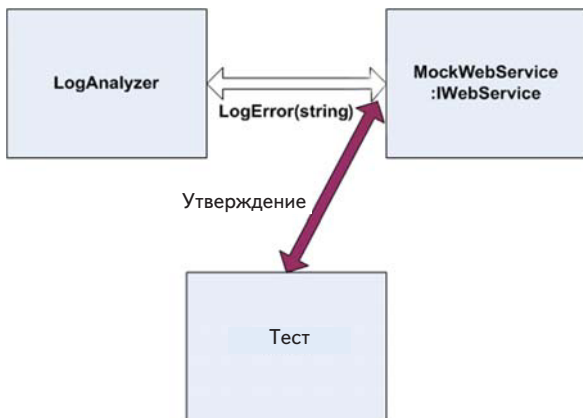 LogAnalyzer
MockWebService
:IWebService
LogError(string)
Утверждение
Тест